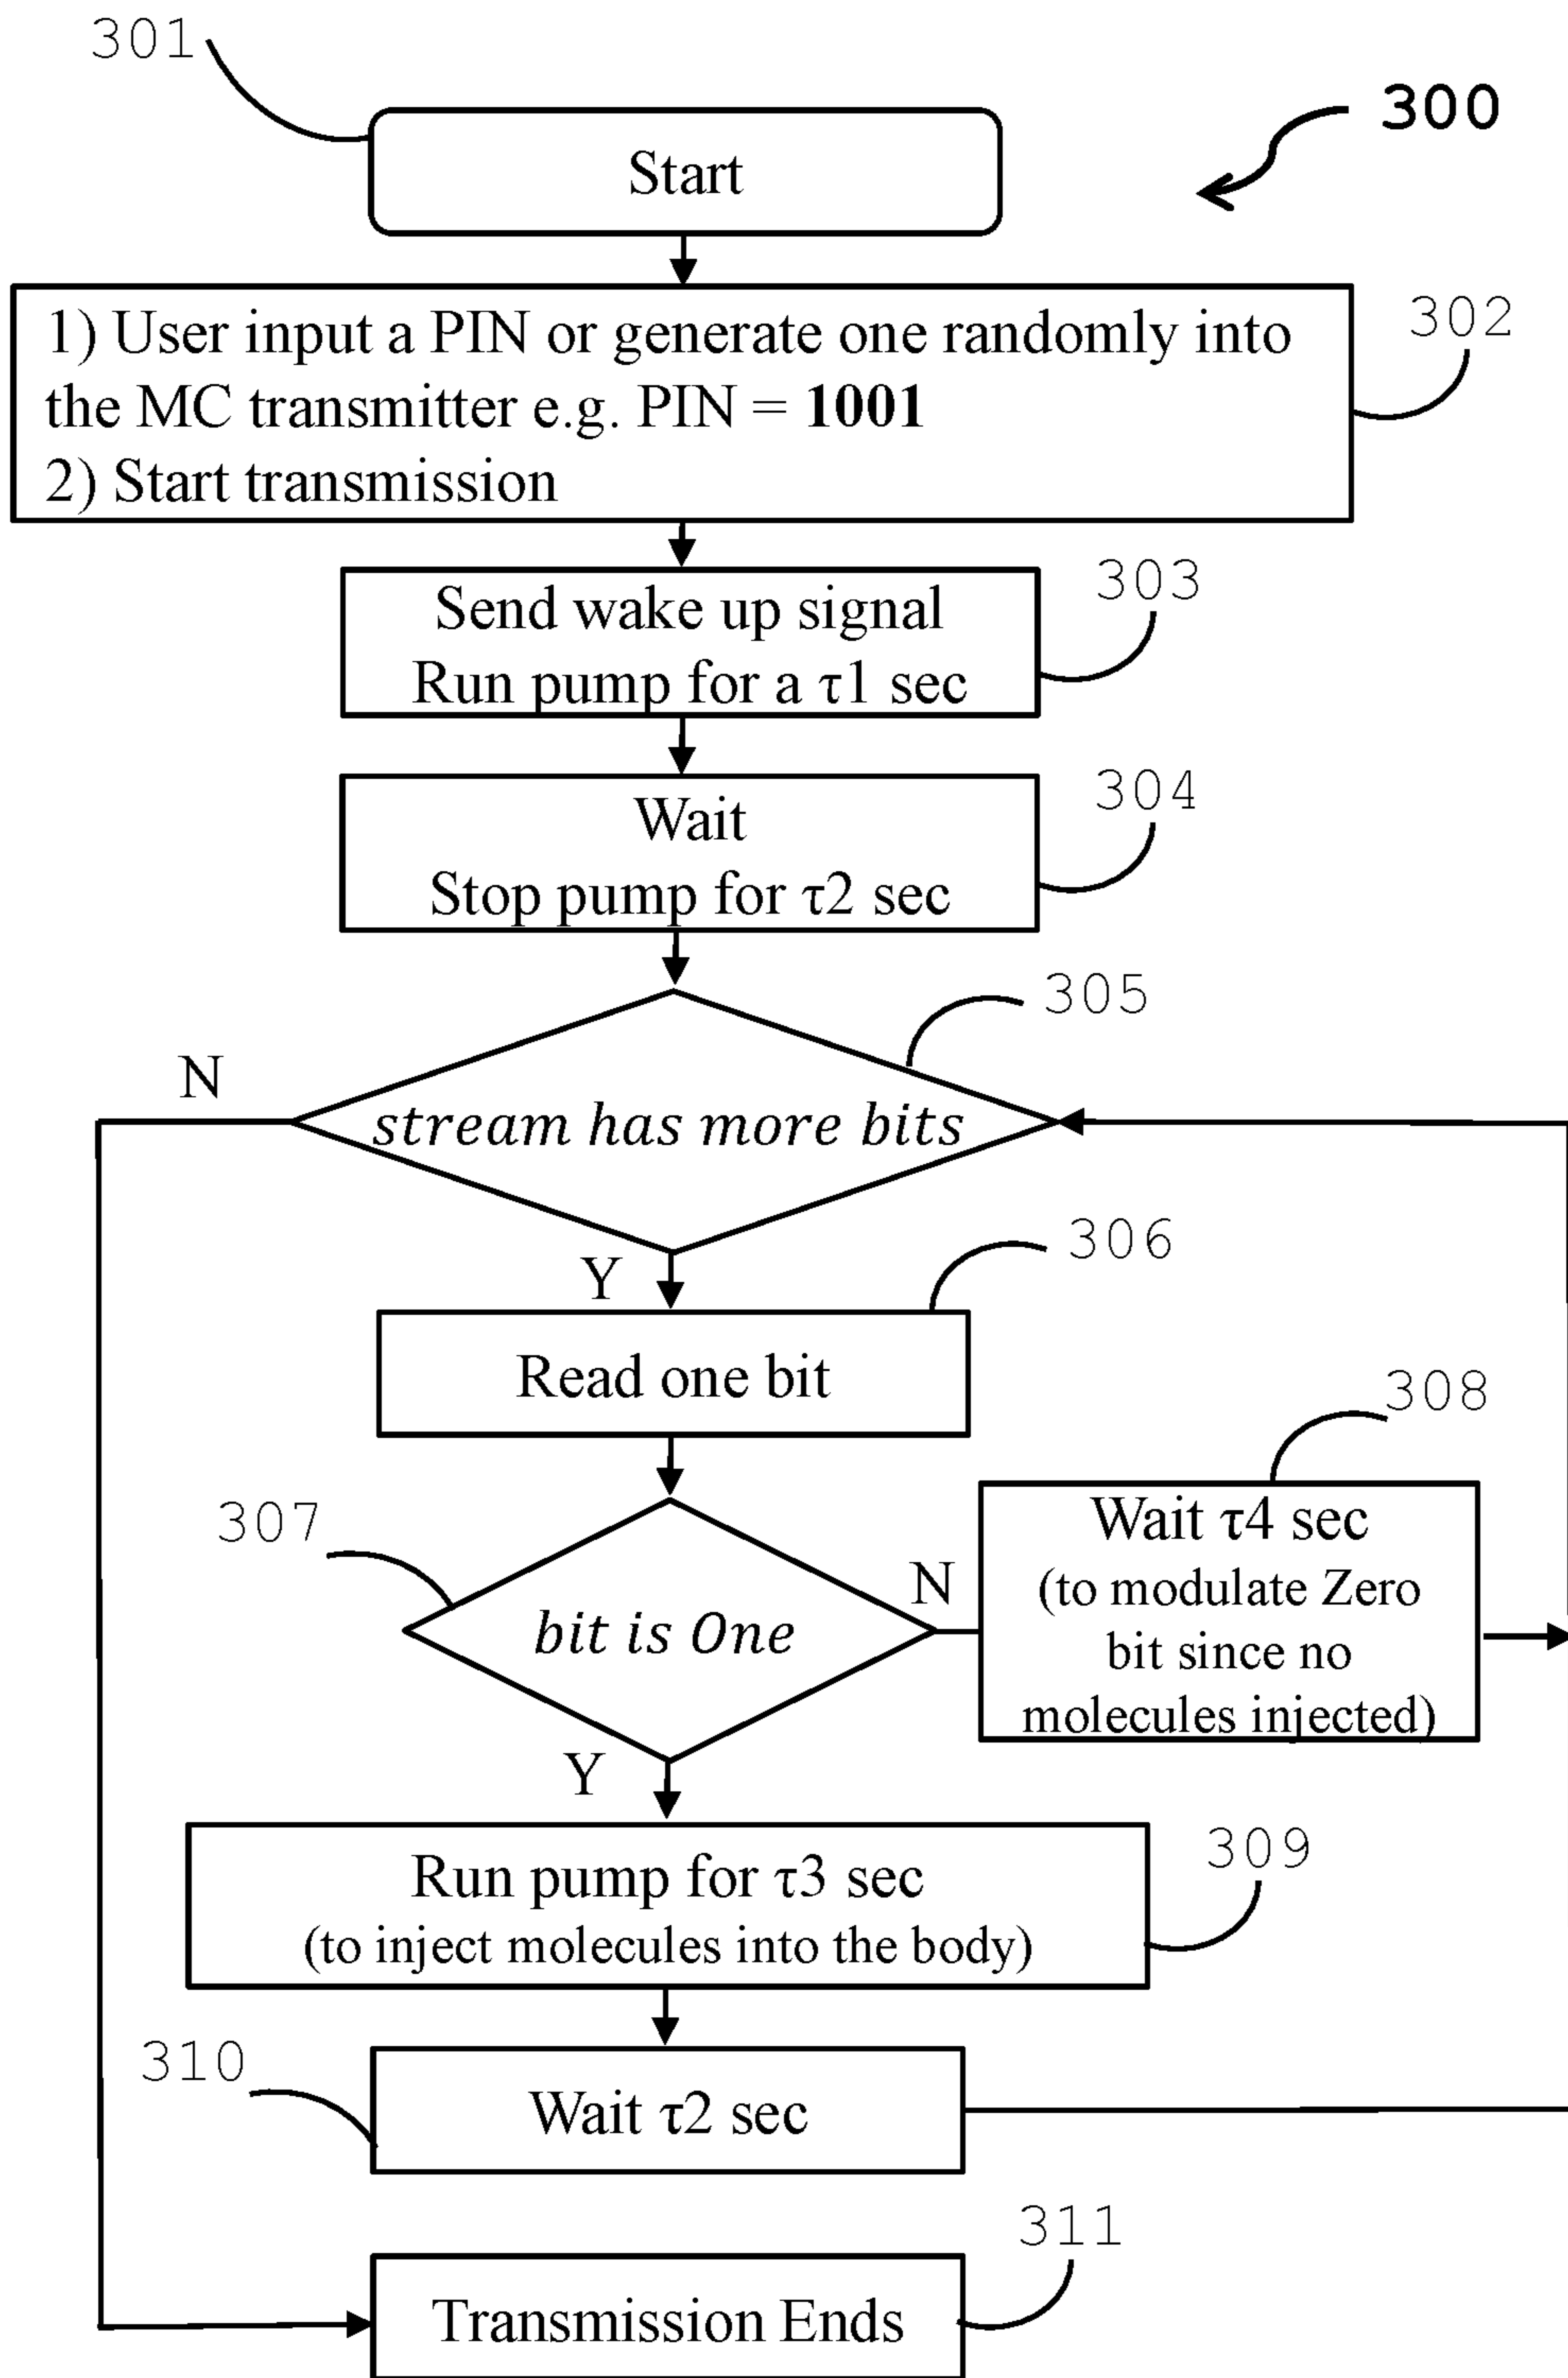 301
300
Start
302
1) User input a PIN or generate one randomly into
the MC transmitter e.g. PIN = 1001
2) Start transmission
303
Send wake up signal
Run pump for a τ1 sec
304
Wait
Stop pump for τ2 sec
305
N
stream has more bits
306
Y
Read one bit
308
307
Wait τ4 sec
(to modulate Zero
bit since no
molecules injected)
N
bit is One
Y
309
Run pump for τ3 sec
(to inject molecules into the body)
310
Wait τ2 sec
311
Transmission Ends